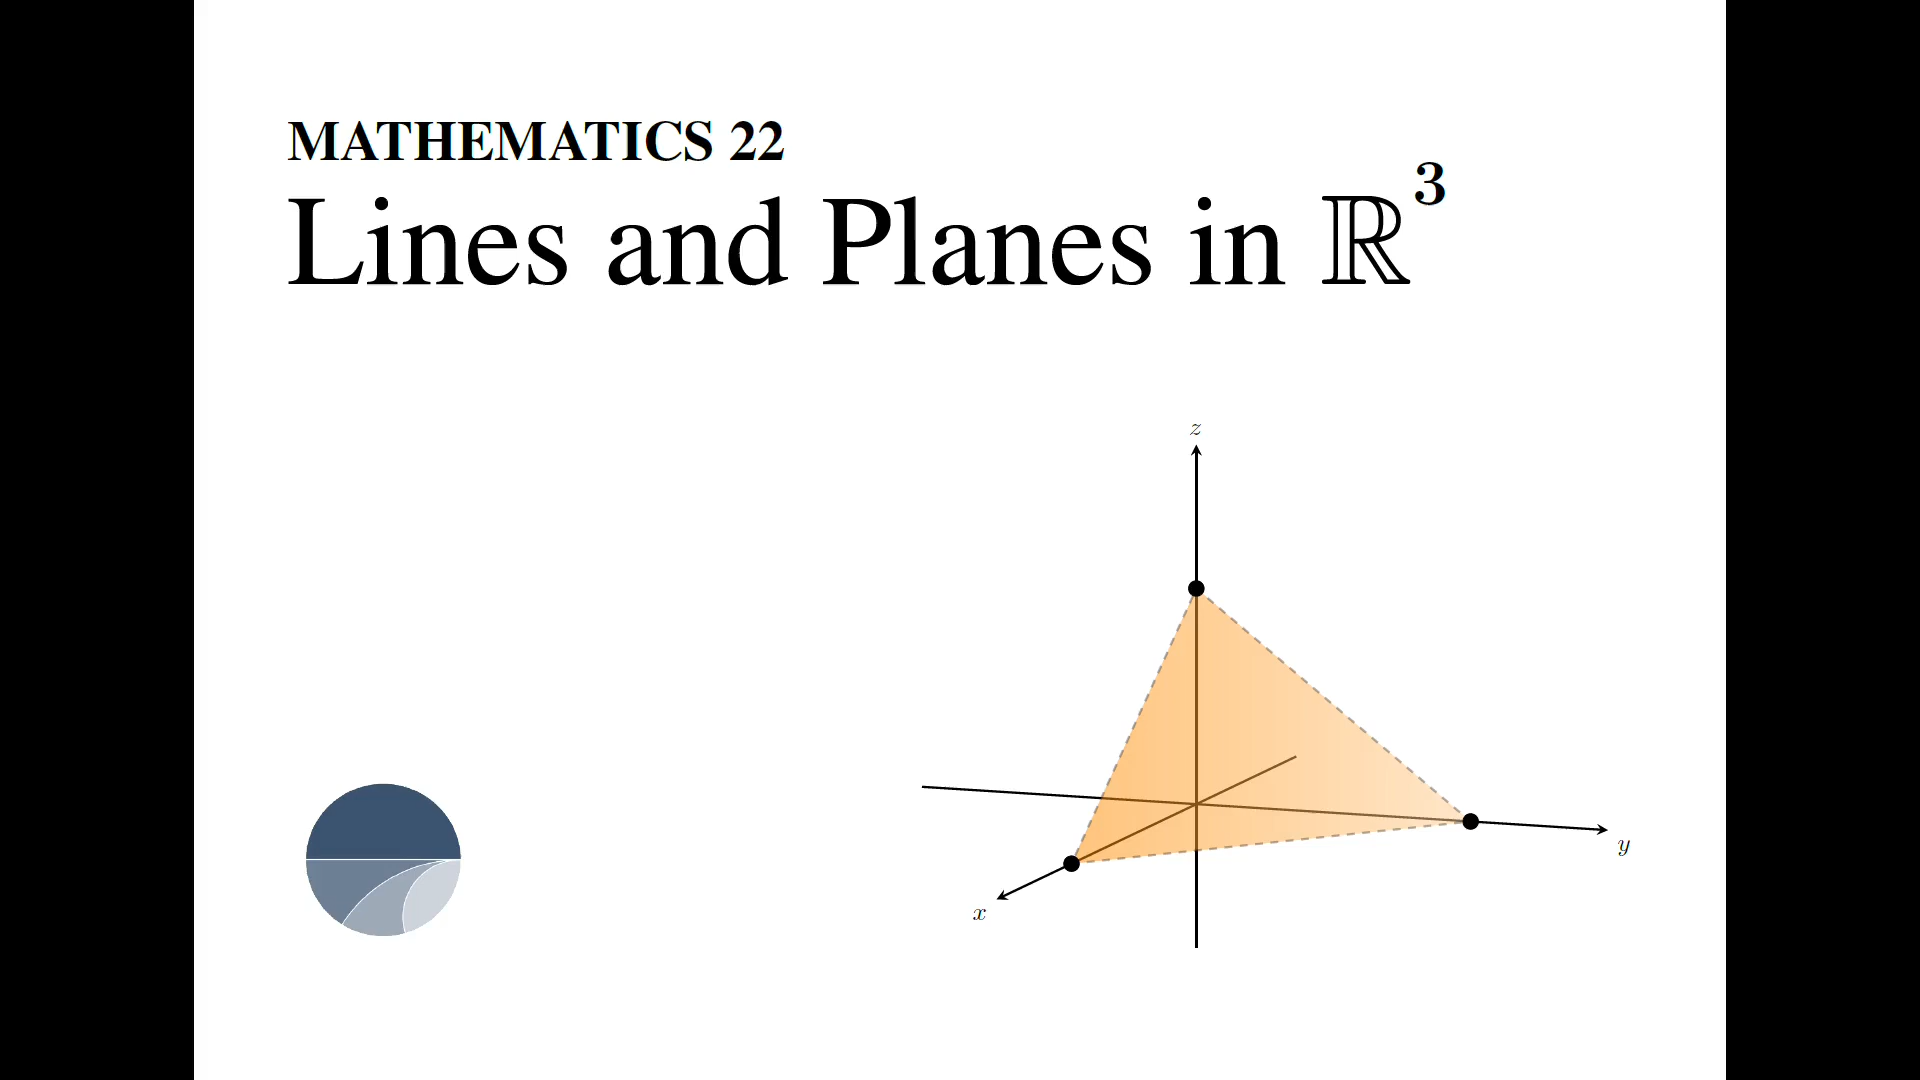 MATHEMATICS 22
Lines and Planes in ℝ³
z
y
x